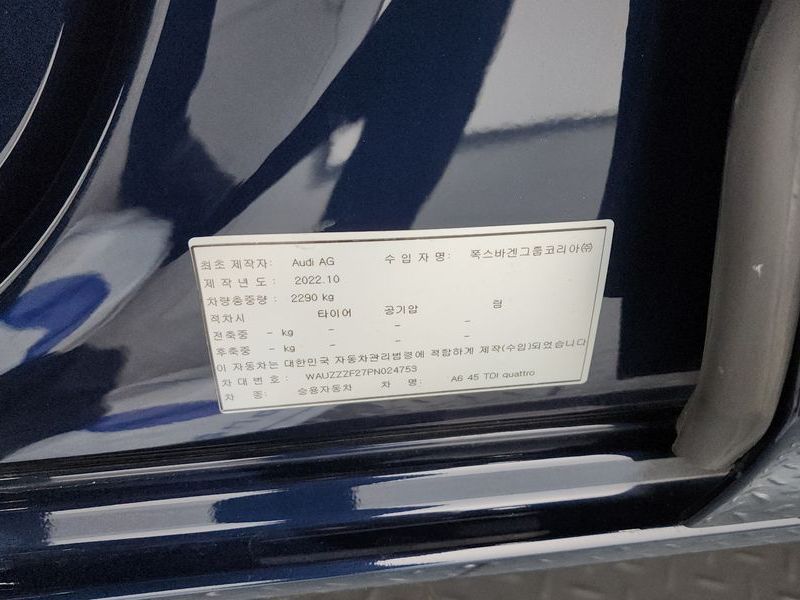 최초 제작자: Audi AG 수 입 자 명: 폭스바겐그룹코리아㈜
제 작 년 도 : 2022.10
차량총중량 : 2290 kg
적차시 타이어 공기압 림
전축중 - kg - - -
후축중 - kg - - -
이 자동차는 대한민국 자동차관리법령에 적합하게 제작(수입)되었습니다
차 대 번 호 : WAUZZZF27PN024753
차 종: 승용자동차 차 명: A6 45 TDI quattro